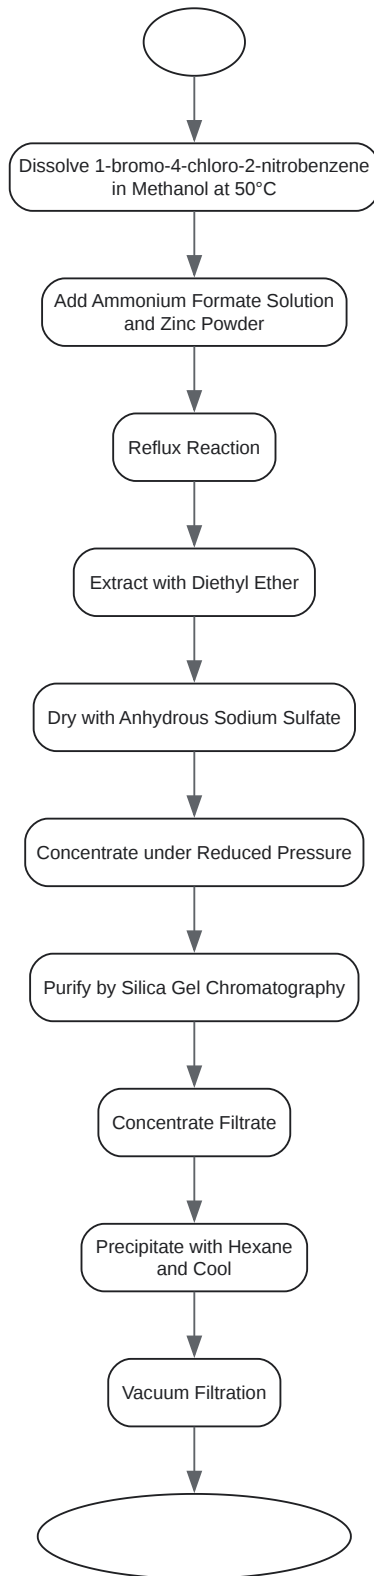 Dissolve 1-bromo-4-chloro-2-nitrobenzene
in Methanol at 50°C
Add Ammonium Formate Solution
and Zinc Powder
Reflux Reaction
Extract with Diethyl Ether
Dry with Anhydrous Sodium Sulfate
Concentrate under Reduced Pressure
Purify by Silica Gel Chromatography
Concentrate Filtrate
Precipitate with Hexane
and Cool
Vacuum Filtration